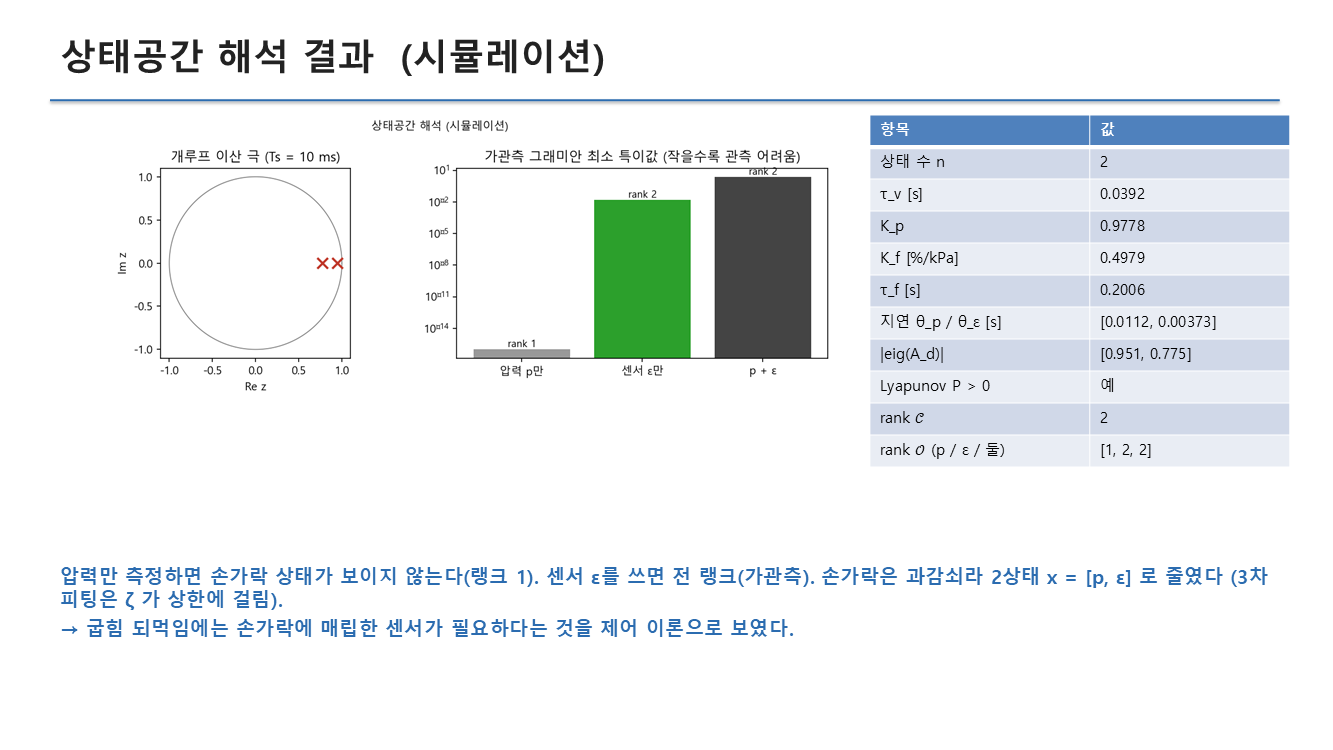 상태공간 해석 결과  (시뮬레이션)
상태공간 해석 (시뮬레이션)
개루프 이산 극 (Ts = 10 ms)
1.0
0.5
0.0
-0.5
-1.0
Im z
-1.0 -0.5 0.0 0.5 1.0
Re z
가관측 그래미안 최소 특이값 (작을수록 관측 어려움)
10¹
10¤²
10¤⁵
10¤⁸
10¤¹¹
10¤¹⁴
rank 1
rank 2
rank 2
압력 p만 센서 ε만 p + ε
항목 값
상태 수 n 2
τ_v [s] 0.0392
K_p 0.9778
K_f [%/kPa] 0.4979
τ_f [s] 0.2006
지연 θ_p / θ_ε [s] [0.0112, 0.00373]
|eig(A_d)| [0.951, 0.775]
Lyapunov P > 0 예
rank 𝒞 2
rank 𝒪 (p / ε / 둘) [1, 2, 2]
압력만 측정하면 손가락 상태가 보이지 않는다(랭크 1). 센서 ε를 쓰면 전 랭크(가관측). 손가락은 과감쇠라 2상태 x = [p, ε] 로 줄였다 (3차
피팅은 ζ 가 상한에 걸림).
→ 굽힘 되먹임에는 손가락에 매립한 센서가 필요하다는 것을 제어 이론으로 보였다.